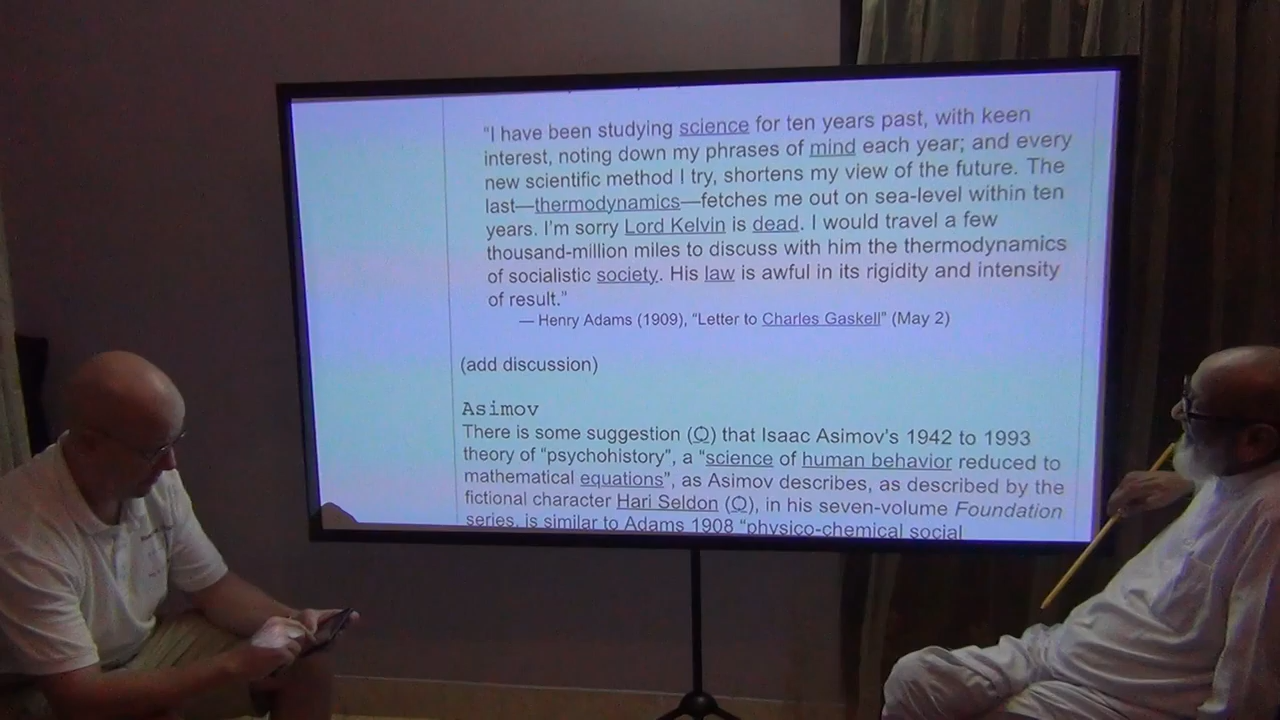 “I have been studying science for ten years past, with keen
interest, noting down my phrases of mind each year; and every
new scientific method I try, shortens my view of the future. The
last—thermodynamics—fetches me out on sea-level within ten
years. I’m sorry Lord Kelvin is dead. I would travel a few
thousand-million miles to discuss with him the thermodynamics
of socialistic society. His law is awful in its rigidity and intensity
of result.”
— Henry Adams (1909), “Letter to Charles Gaskell” (May 2)
(add discussion)
Asimov
There is some suggestion (Ω) that Isaac Asimov’s 1942 to 1993
theory of “psychohistory”, a “science of human behavior reduced to
mathematical equations”, as Asimov describes, as described by the
fictional character Hari Seldon (Ω), in his seven-volume Foundation
series, is similar to Adams 1908 “physico-chemical social